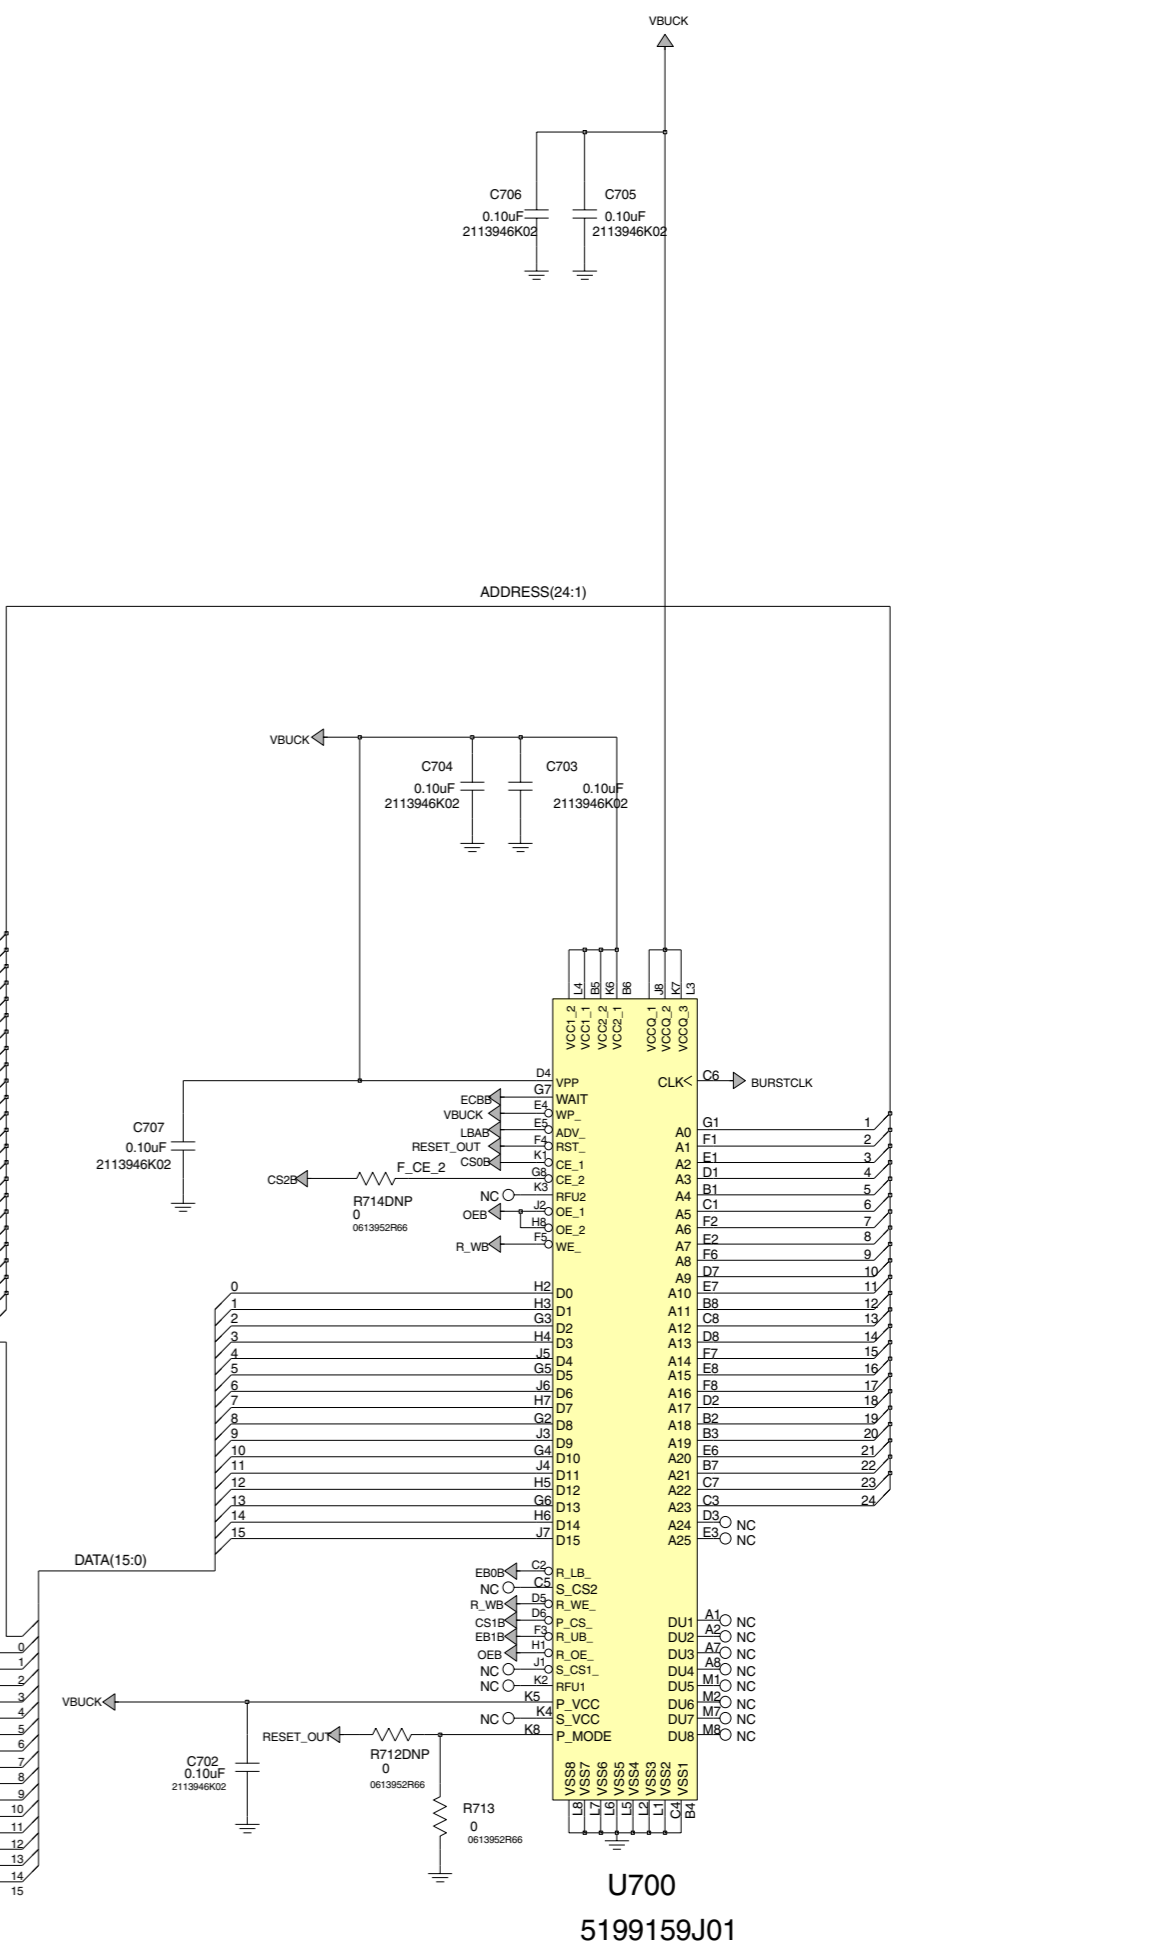 VBUCK
C706
0.10uF
2113946K02
C705
0.10uF
2113946K02
ADDRESS(24:1)
VBUCK
C704
0.10uF
2113946K02
C703
0.10uF
2113946K02
L4 B5 K6 B6 J8 K7 L3
VCC1_2 VCC1_1 VCC2_2 VCC2_1 VCCQ_1 VCCQ_2 VCCQ_3
D4 VPP
CLK C6 BURSTCLK
ECBB G7 WAIT
VBUCK E4 WP_
LBAB E5 ADV_
RESET_OUT F4 RST_
CS0B K1 CE_1
CS2B F_CE_2 G8 CE_2
R714DNP
0
0613952R66
NC K3 RFU2
OEB J2 OE_1
H8 OE_2
R_WB F5 WE_
C707
0.10uF
2113946K02
A0 G1 1
A1 F1 2
A2 E1 3
A3 D1 4
A4 B1 5
A5 C1 6
A6 F2 7
A7 E2 8
A8 F6 9
A9 D7 10
A10 E7 11
A11 B8 12
A12 C8 13
A13 D8 14
A14 F7 15
A15 E8 16
A16 F8 17
A17 D2 18
A18 B2 19
A19 B3 20
A20 E6 21
A21 B7 22
A22 C7 23
A23 C3 24
A24 D3 NC
A25 E3 NC
0 H2 D0
1 H3 D1
2 G3 D2
3 H4 D3
4 J5 D4
5 G5 D5
6 J6 D6
7 H7 D7
8 G2 D8
9 J3 D9
10 G4 D10
11 J4 D11
12 H5 D12
13 G6 D13
14 H6 D14
15 J7 D15
DATA(15:0)
EB0B C2 R_LB_
NC C5 S_CS2
R_WB D5 R_WE_
CS1B D6 P_CS_
EB1B F3 R_UB_
OEB H1 R_OE_
NC J1 S_CS1_
NC K2 RFU1
VBUCK K5 P_VCC
NC K4 S_VCC
RESET_OUT K8 P_MODE
DU1 A1 NC
DU2 A2 NC
DU3 A7 NC
DU4 A8 NC
DU5 M1 NC
DU6 M2 NC
DU7 M7 NC
DU8 M8 NC
R712DNP
0
0613952R66
C702
0.10uF
2113946K02
R713
0
0613952R66
VSS8 VSS7 VSS6 VSS5 VSS4 VSS3 VSS2 VSS1
L8 L7 L6 L5 L2 L1 C4 B4
0
1
2
3
4
5
6
7
8
9
10
11
12
13
14
15
U700
5199159J01